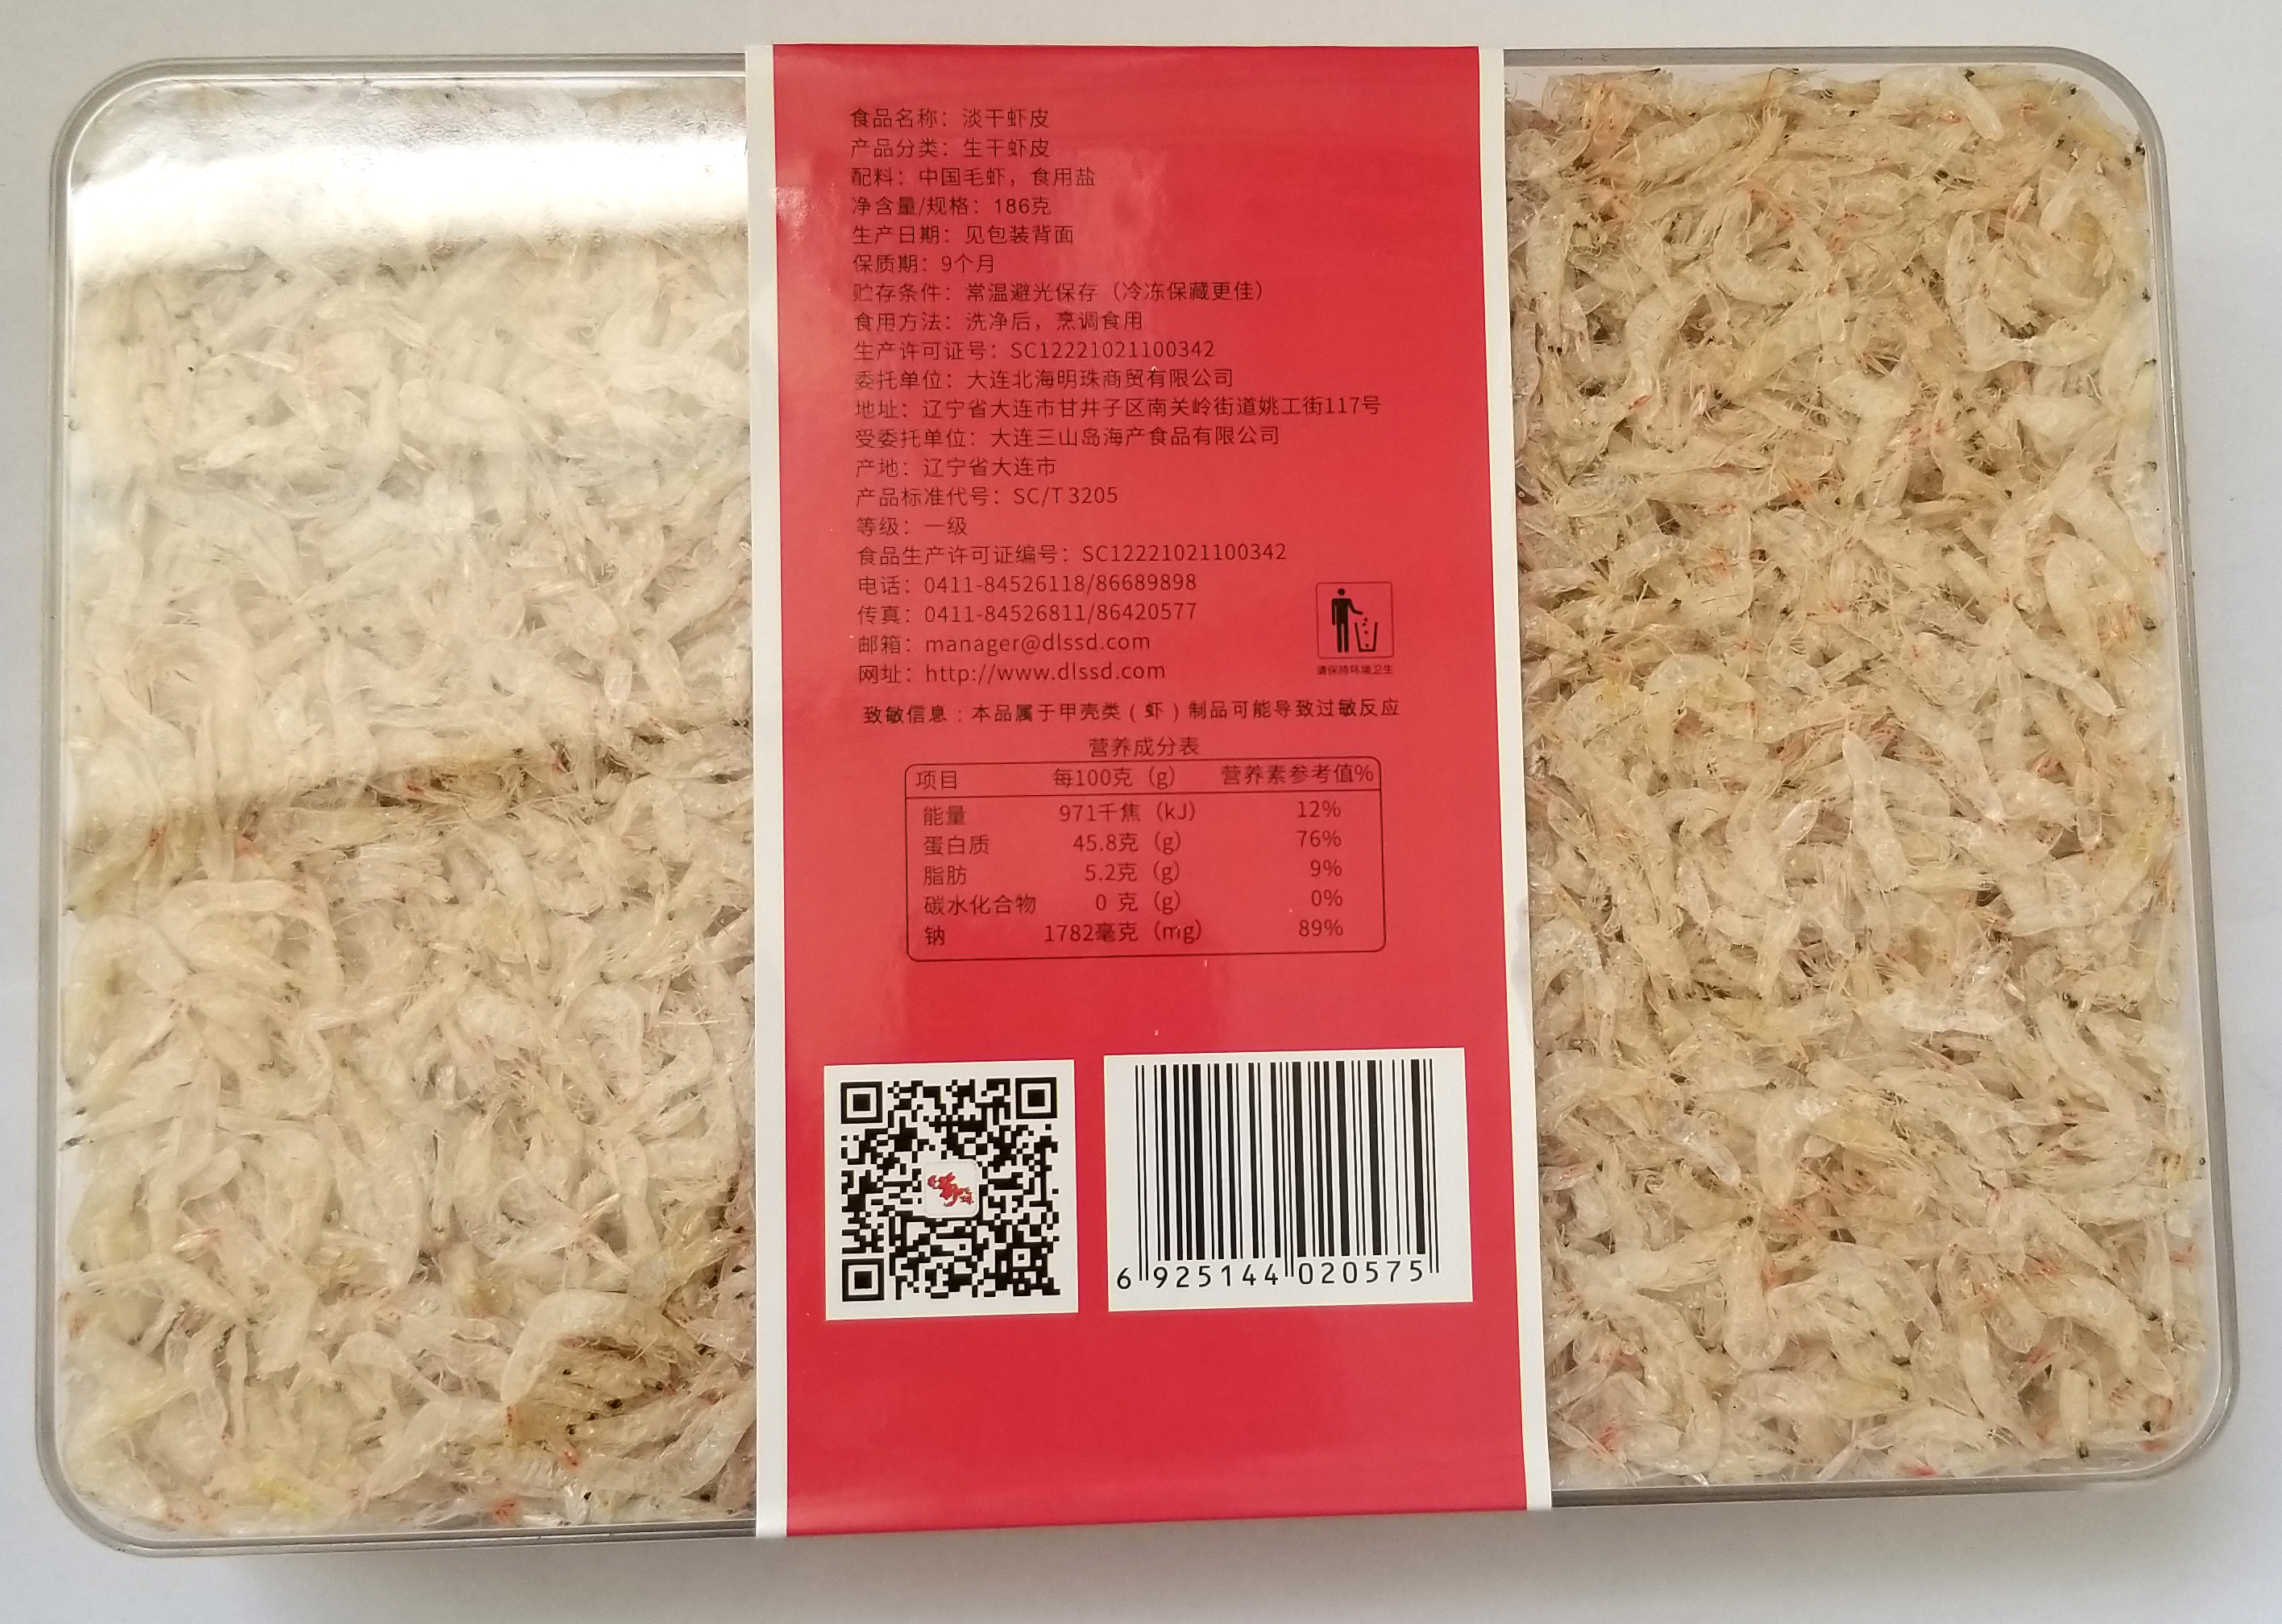 食品名称：淡干虾皮
产品分类：生干虾皮
配料：中国毛虾，食用盐
净含量/规格：186克
生产日期：见包装背面
保质期：9个月
贮存条件：常温避光保存（冷冻保藏更佳）
食用方法：洗净后，烹调食用
生产许可证号：SC12221021100342
委托单位：大连北海明珠商贸有限公司
地址：辽宁省大连市甘井子区南关岭街道姚工街117号
受委托单位：大连三山岛海产食品有限公司
产地：辽宁省大连市
产品标准代号：SC/T 3205
等级：一级
食品生产许可证编号：SC12221021100342
电话：0411-84526118/86689898
传真：0411-84526811/86420577
邮箱：manager@dlssd.com
网址：http://www.dlssd.com
请保持环境卫生
致敏信息：本品属于甲壳类（虾）制品可能导致过敏反应
营养成分表
项目 每100克（g） 营养素参考值%
能量 971千焦（kJ） 12%
蛋白质 45.8克（g） 76%
脂肪 5.2克（g） 9%
碳水化合物 0 克（g） 0%
钠 1782毫克（mg） 89%
6 925144 020575